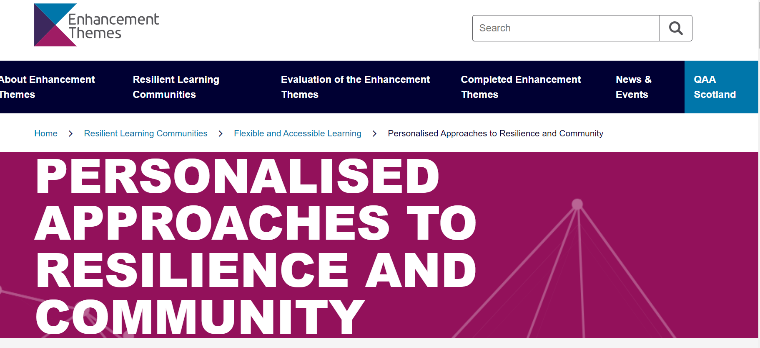 Enhancement
Themes
Search
About Enhancement
Themes
Resilient Learning
Communities
Evaluation of the Enhancement
Themes
Completed Enhancement
Themes
News &
Events
QAA
Scotland
Home > Resilient Learning Communities > Flexible and Accessible Learning > Personalised Approaches to Resilience and Community
PERSONALISED
APPROACHES TO
RESILIENCE AND
COMMUNITY